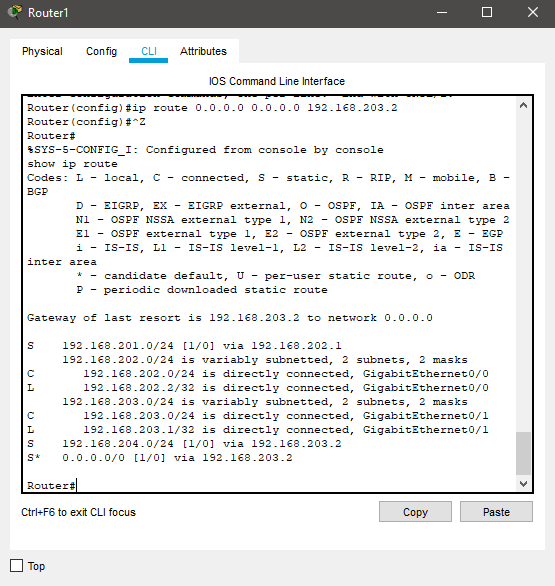 Router1
Physical Config CLI Attributes
IOS Command Line Interface
Router(config)#ip route 0.0.0.0 0.0.0.0 192.168.203.2
Router(config)#^Z
Router#
%SYS-5-CONFIG_I: Configured from console by console
show ip route
Codes: L - local, C - connected, S - static, R - RIP, M - mobile, B -
BGP
D - EIGRP, EX - EIGRP external, O - OSPF, IA - OSPF inter area
N1 - OSPF NSSA external type 1, N2 - OSPF NSSA external type 2
E1 - OSPF external type 1, E2 - OSPF external type 2, E - EGP
i - IS-IS, L1 - IS-IS level-1, L2 - IS-IS level-2, ia - IS-IS
inter area
* - candidate default, U - per-user static route, o - ODR
P - periodic downloaded static route
Gateway of last resort is 192.168.203.2 to network 0.0.0.0
S 192.168.201.0/24 [1/0] via 192.168.202.1
192.168.202.0/24 is variably subnetted, 2 subnets, 2 masks
C 192.168.202.0/24 is directly connected, GigabitEthernet0/0
L 192.168.202.2/32 is directly connected, GigabitEthernet0/0
192.168.203.0/24 is variably subnetted, 2 subnets, 2 masks
C 192.168.203.0/24 is directly connected, GigabitEthernet0/1
L 192.168.203.1/32 is directly connected, GigabitEthernet0/1
S 192.168.204.0/24 [1/0] via 192.168.203.2
S* 0.0.0.0/0 [1/0] via 192.168.203.2
Router#
Ctrl+F6 to exit CLI focus
Copy Paste
Top